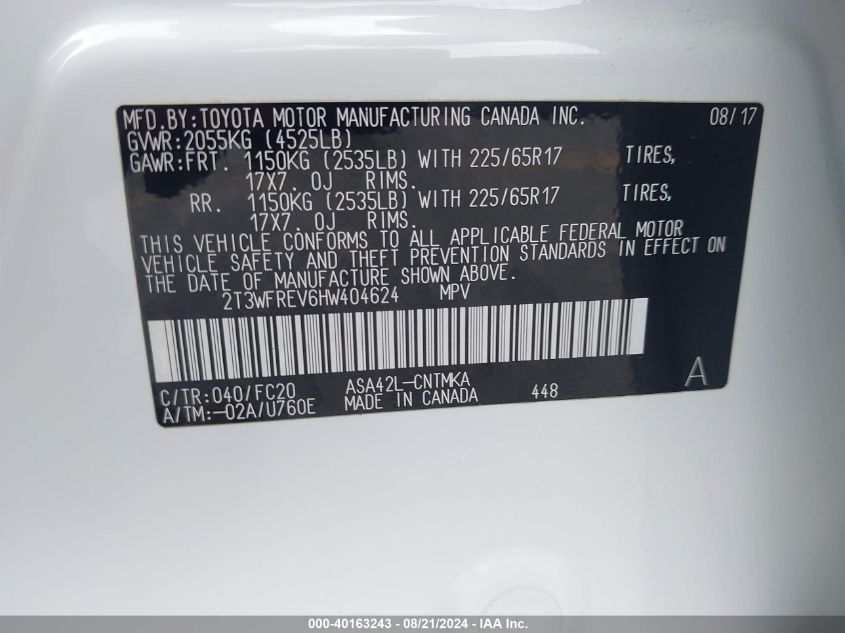 MFD.BY:TOYOTA MOTOR MANUFACTURING CANADA INC. 08/17
GVWR:2055KG (4525LB)
GAWR:FRT. 1150KG (2535LB) WITH 225/65R17 TIRES,
17X7. OJ RIMS.
RR. 1150KG (2535LB) WITH 225/65R17 TIRES,
17X7. OJ RIMS.
THIS VEHICLE CONFORMS TO ALL APPLICABLE FEDERAL MOTOR
VEHICLE SAFETY AND THEFT PREVENTION STANDARDS IN EFFECT ON
THE DATE OF MANUFACTURE SHOWN ABOVE.
2T3WFREV6HW404624 MPV
C/TR:040/FC20 ASA42L-CNTMKA 448 A
A/TM:-02A/U760E MADE IN CANADA
000-40163243 - 08/21/2024 - IAA Inc.